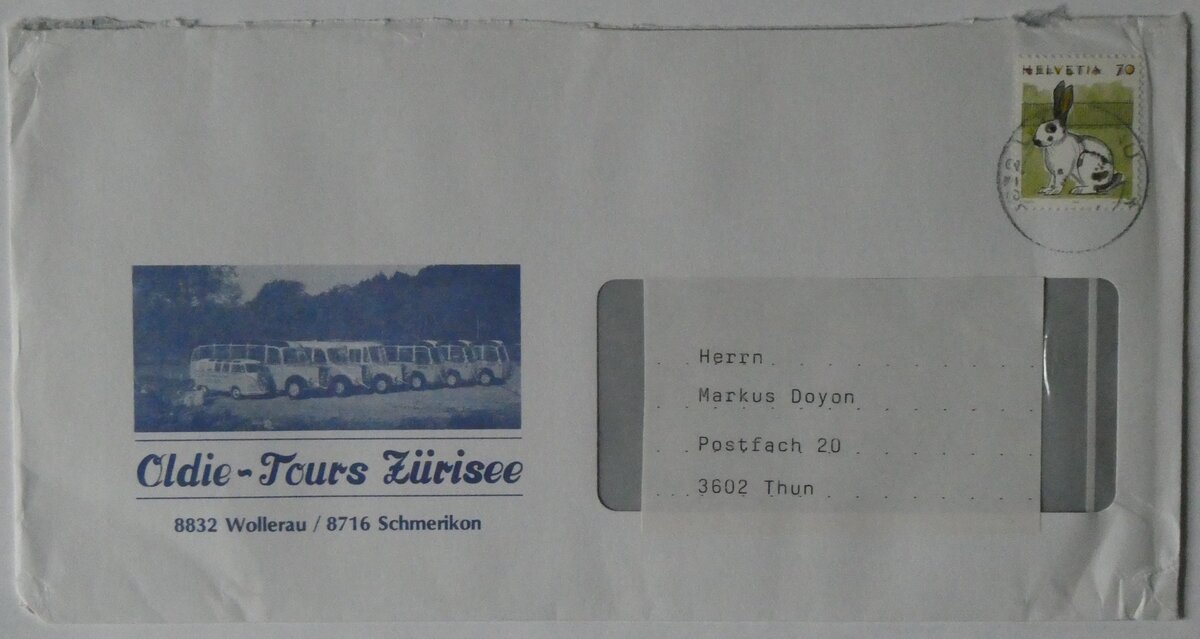 HELVETIA 70
Oldie-Tours Zürisee
8832 Wollerau / 8716 Schmerikon
Herrn
Markus Doyon
Postfach 20
3602 Thun